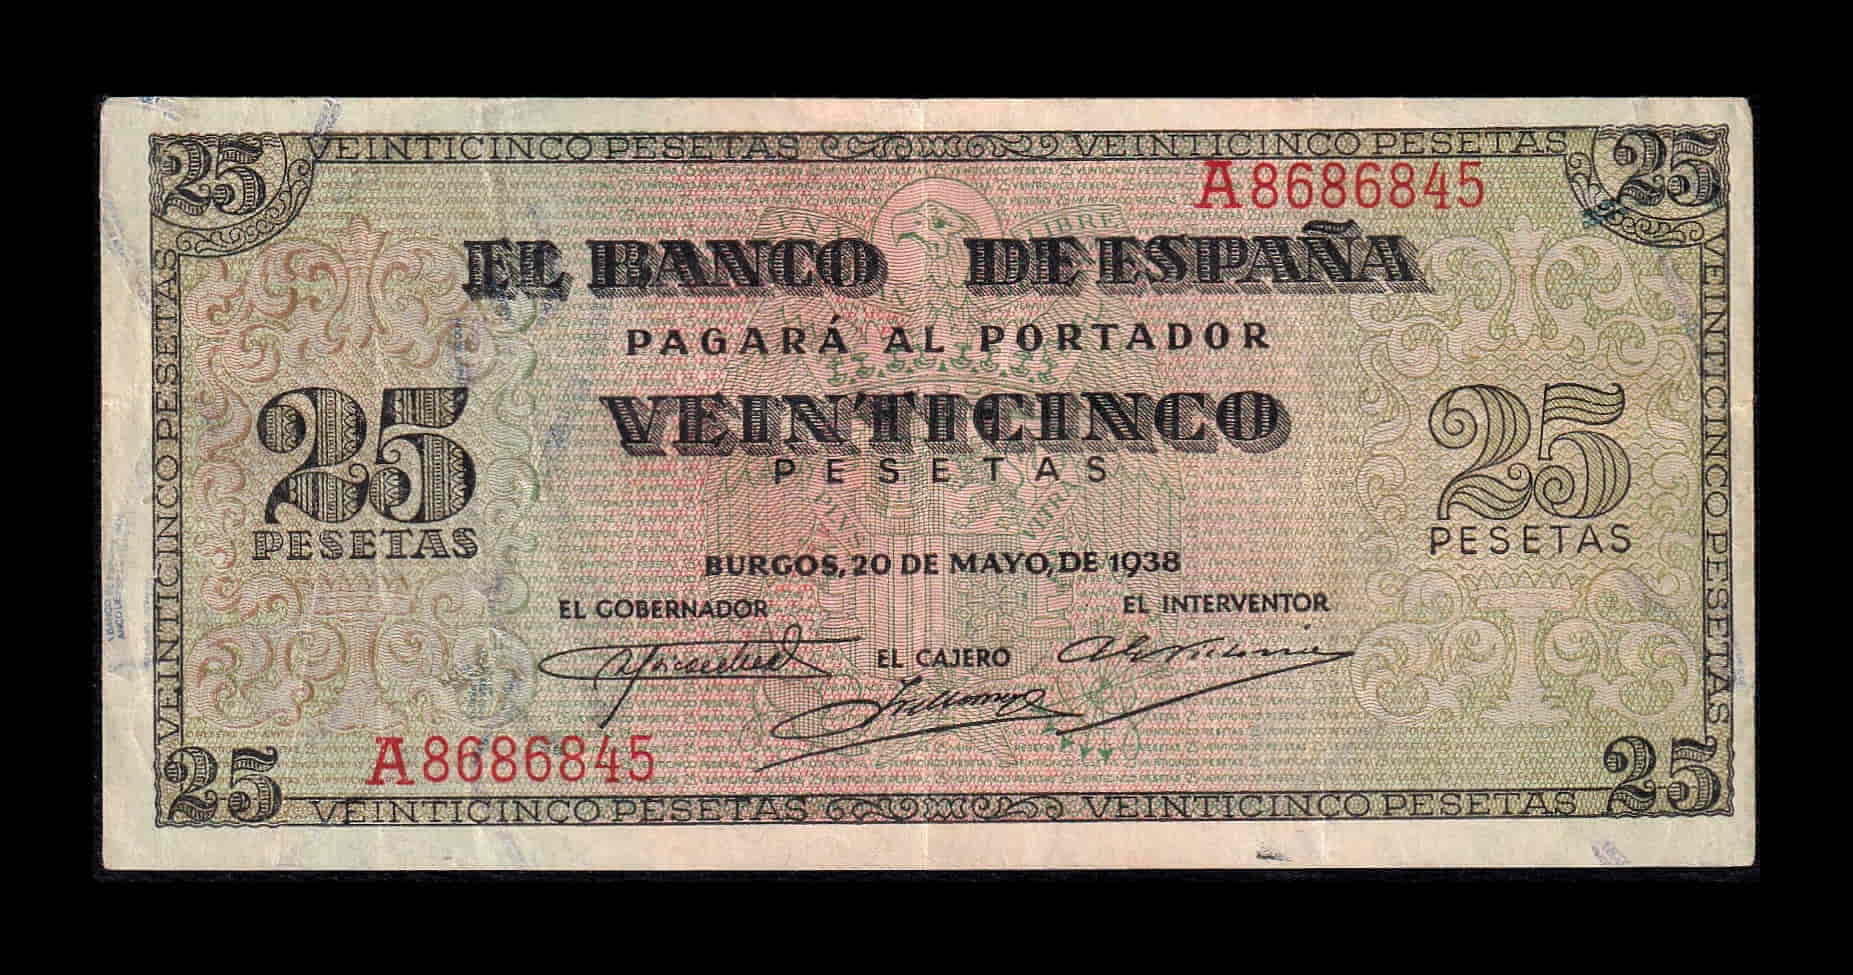 25 VEINTICINCO PESETAS VEINTICINCO PESETAS 25
A8686845
EL BANCO DE ESPAÑA
PAGARÁ AL PORTADOR
VEINTICINCO
PESETAS
25
PESETAS
25
PESETAS
VEINTICINCO PESETAS
VEINTICINCO PESETAS
BURGOS, 20 DE MAYO, DE 1938
EL GOBERNADOR
EL INTERVENTOR
EL CAJERO
A8686845
25 VEINTICINCO PESETAS VEINTICINCO PESETAS 25